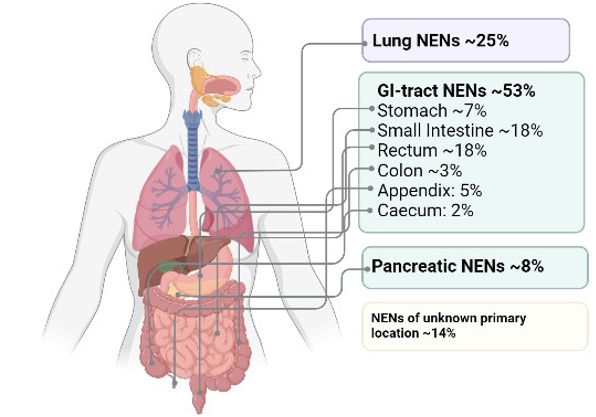 Lung NENs ~25%
GI-tract NENs ~53%
Stomach ~7%
Small Intestine ~18%
Rectum ~18%
Colon ~3%
Appendix: 5%
Caecum: 2%
Pancreatic NENs ~8%
NENs of unknown primary
location ~14%